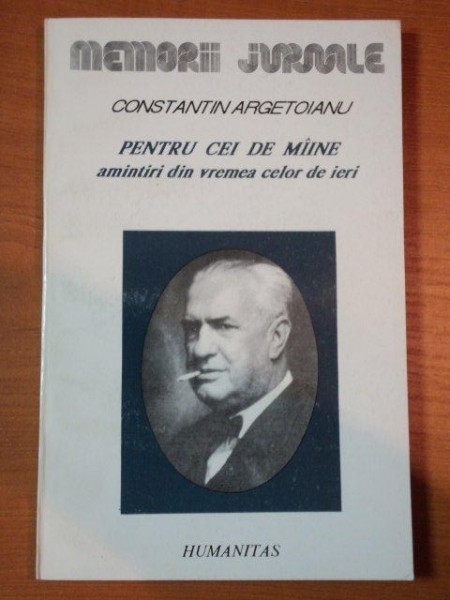 MEMORII JURNALE
CONSTANTIN ARGETOIANU
PENTRU CEI DE MÎINE
amintiri din vremea celor de ieri
HUMANITAS